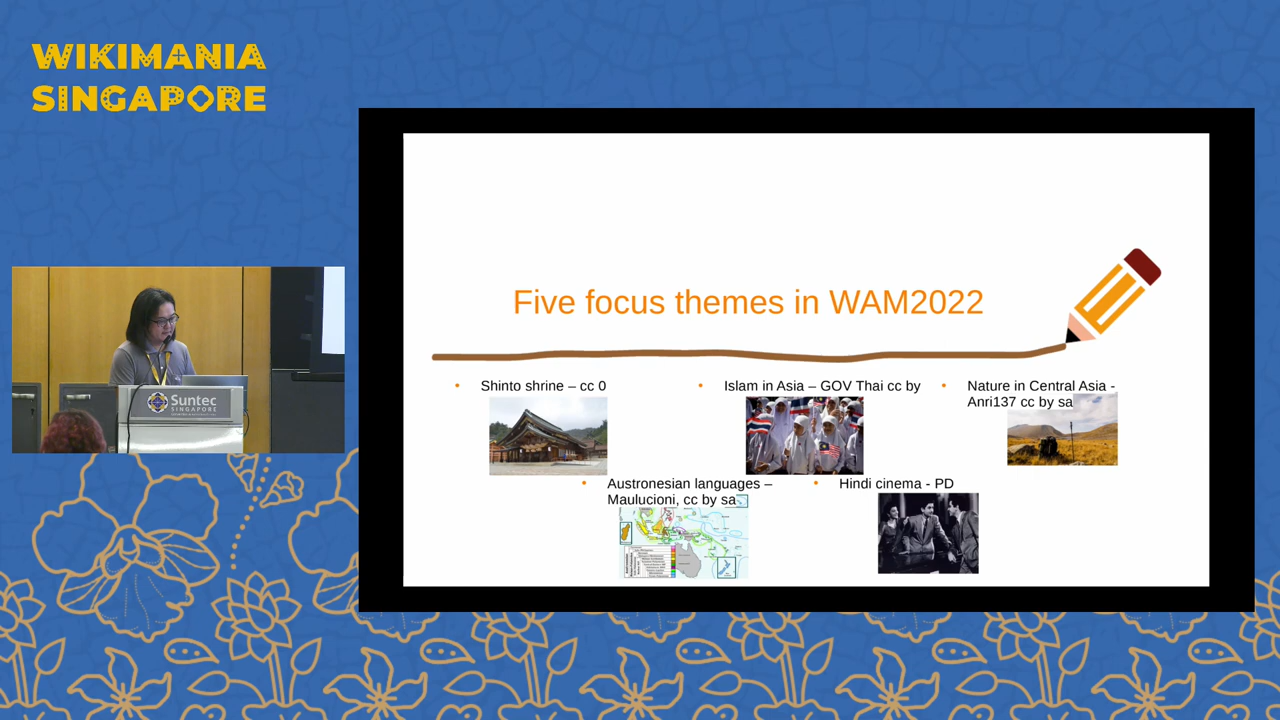 WIKIMANIA
SINGAPORE
Five focus themes in WAM2022
Shinto shrine – cc 0
Islam in Asia – GOV Thai cc by
Nature in Central Asia -
Anri137 cc by sa
Austronesian languages –
Maulucioni, cc by sa
Hindi cinema - PD
Suntec
SINGAPORE